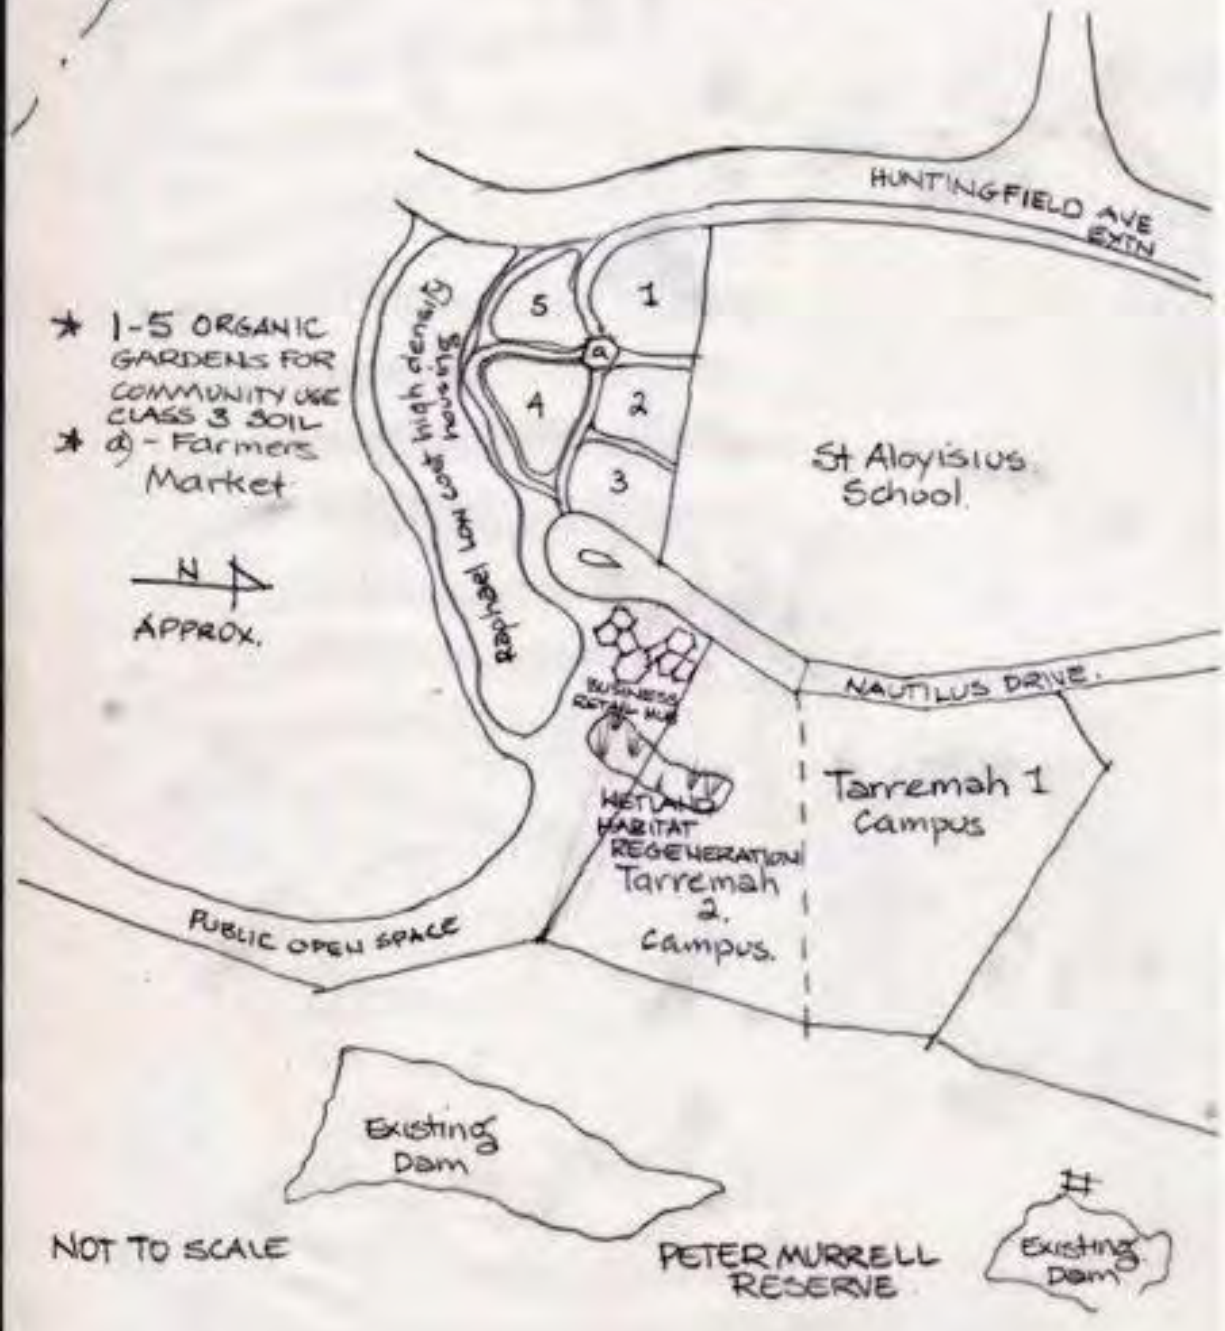 HUNTINGFIELD AVE
EXTN
* 1-5 ORGANIC
GARDENS FOR
COMMUNITY USE
CLASS 3 SOIL
* a) - Farmers
Market
N
APPROX.
5
1
a
4
2
3
Raphael low cost high density
housing
St Aloyisius
School
NAUTILUS DRIVE.
BUSINESS
RETAIL HUB
WETLAND
HABITAT
REGENERATION
Tarremah
2.
Campus.
Tarremah 1
Campus
PUBLIC OPEN SPACE
Existing
Dam
NOT TO SCALE
PETER MURRELL
RESERVE
Existing
Dam